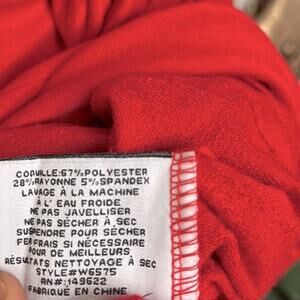 COQUILLE:67% POLYESTER
28% RAYONNE 5% SPANDEX
LAVAGE À LA MACHINE
À L'EAU FROIDE
NE PAS JAVELLISER
NE PAS SÉCHER À SEC
SUSPENDRE POUR SÉCHER
FER FRAIS SI NÉCESSAIRE
POUR DE MEILLEURS
RÉSULTATS NETTOYAGE À SEC
STYLE#W6575
RN#:149622
FABRIQUÉ EN CHINE